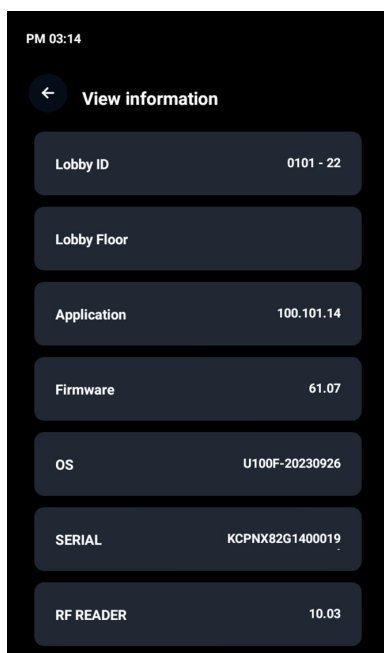 PM 03:14
View information
Lobby ID 0101 - 22
Lobby Floor
Application 100.101.14
Firmware 61.07
OS U100F-20230926
SERIAL KCPNX82G1400019
RF READER 10.03